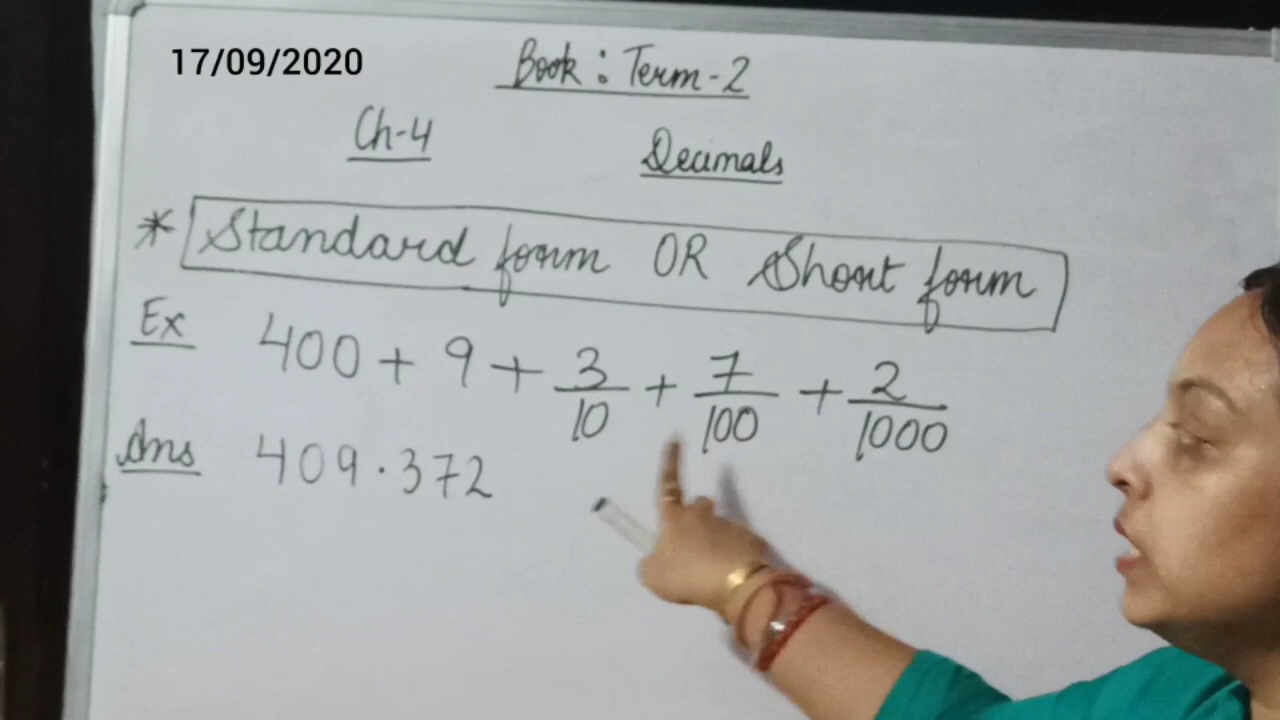 17/09/2020
Book : Term-2
Ch-4 Decimals
* Standard form OR Short form
Ex 400 + 9 + 3/10 + 7/100 + 2/1000
Ans 409.372